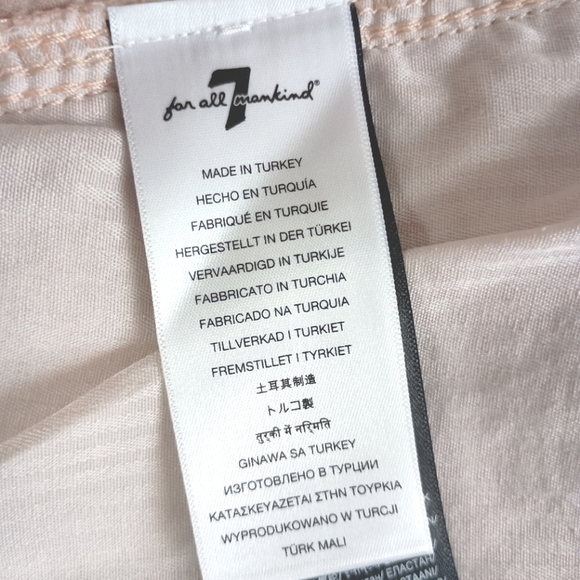 7
for all mankind®
MADE IN TURKEY
HECHO EN TURQUÍA
FABRIQUÉ EN TURQUIE
HERGESTELLT IN DER TÜRKEI
VERVAARDIGD IN TURKIJE
FABBRICATO IN TURCHIA
FABRICADO NA TURQUIA
TILLVERKAD I TURKIET
FREMSTILLET I TYRKIET
土耳其制造
トルコ製
तुर्की में नर्मिति
GINAWA SA TURKEY
ИЗГОТОВЛЕНО В ТУРЦИИ
ΚΑΤΑΣΚΕΥΑΖΕΤΑΙ ΣΤΗΝ ΤΟΥΡΚΙΑ
WYPRODUKOWANO W TURCJI
TÜRK MALI